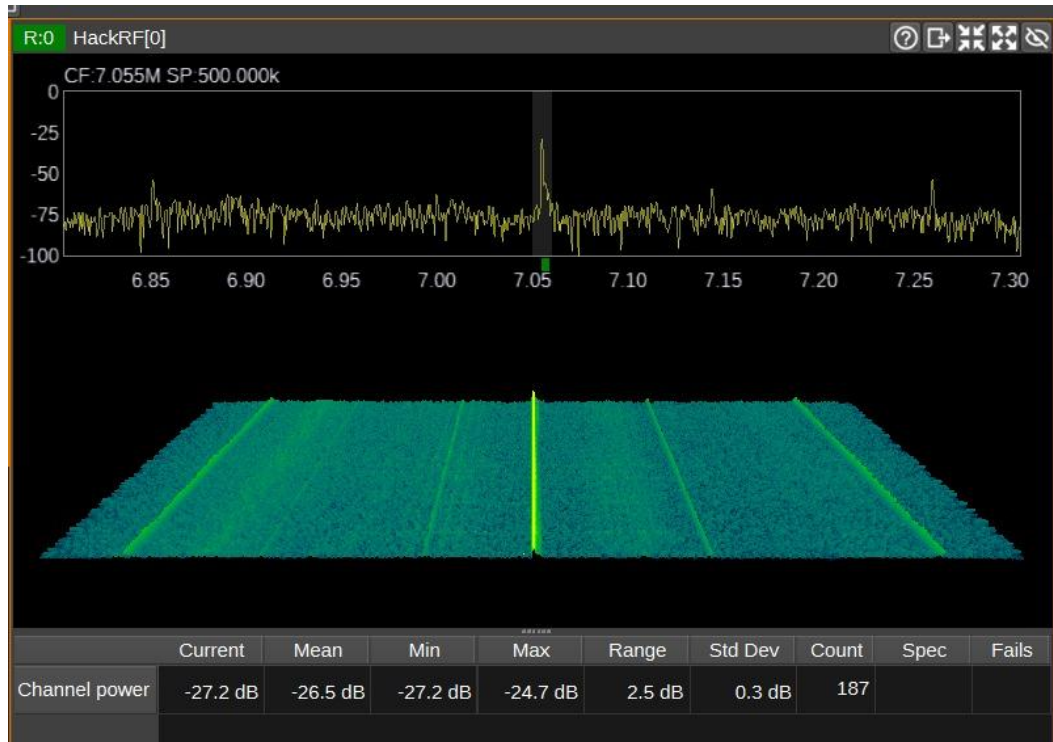 R:0 HackRF[0]
CF:7.055M SP:500.000k
0
-25
-50
-75
-100
6.85 6.90 6.95 7.00 7.05 7.10 7.15 7.20 7.25 7.30
Current Mean Min Max Range Std Dev Count Spec Fails
Channel power -27.2 dB -26.5 dB -27.2 dB -24.7 dB 2.5 dB 0.3 dB 187